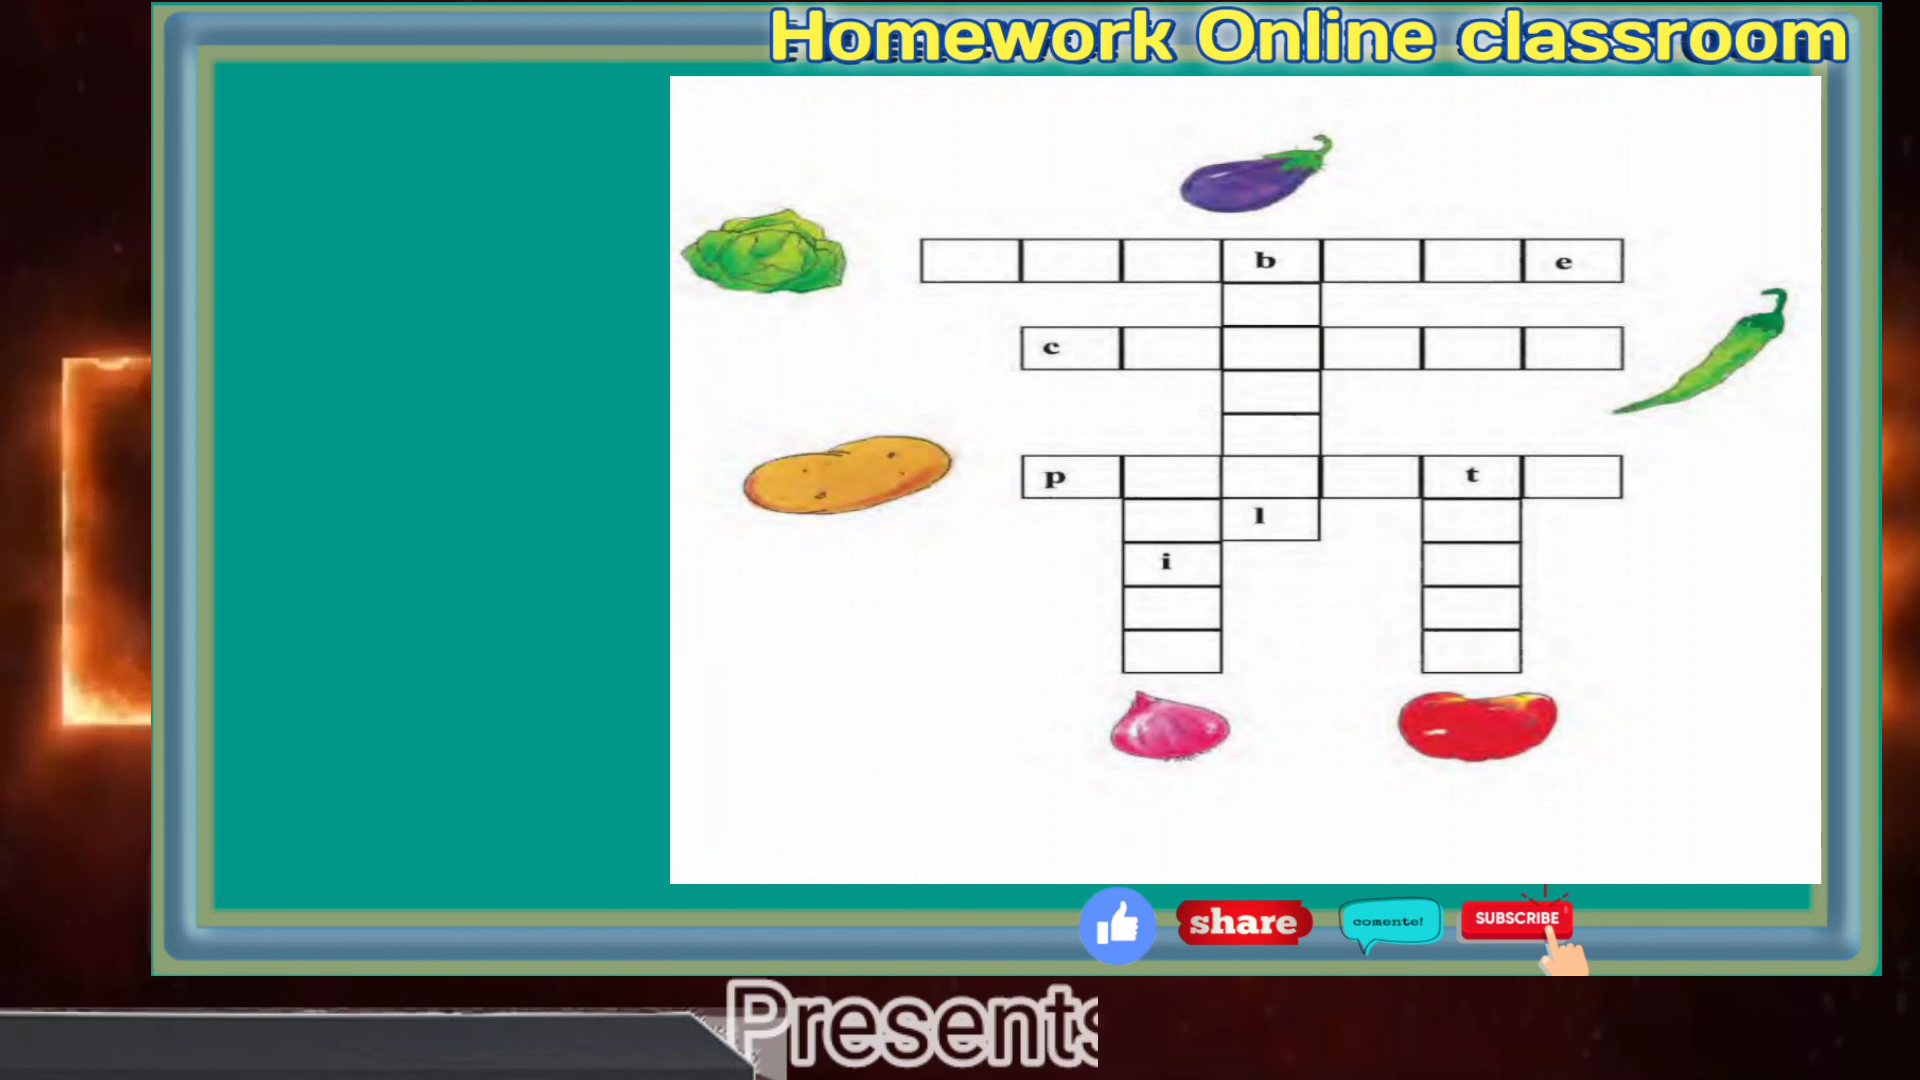 Homework Online classroom
b e
c
p t
l
i
share
comente!
SUBSCRIBE
Presents